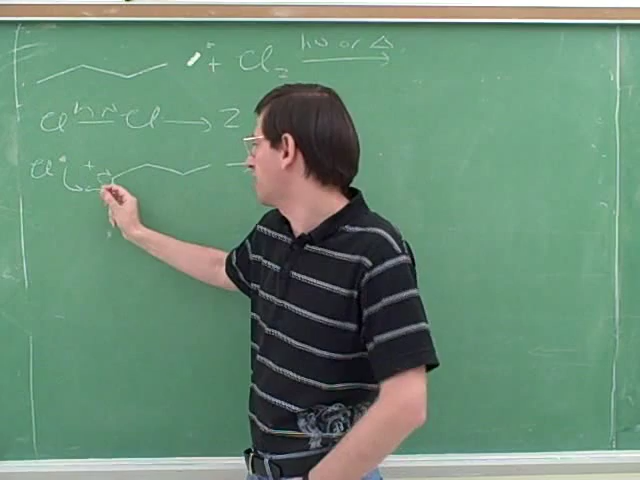 + Cl2 hν or Δ
Cl Cl → 2
Cl• +